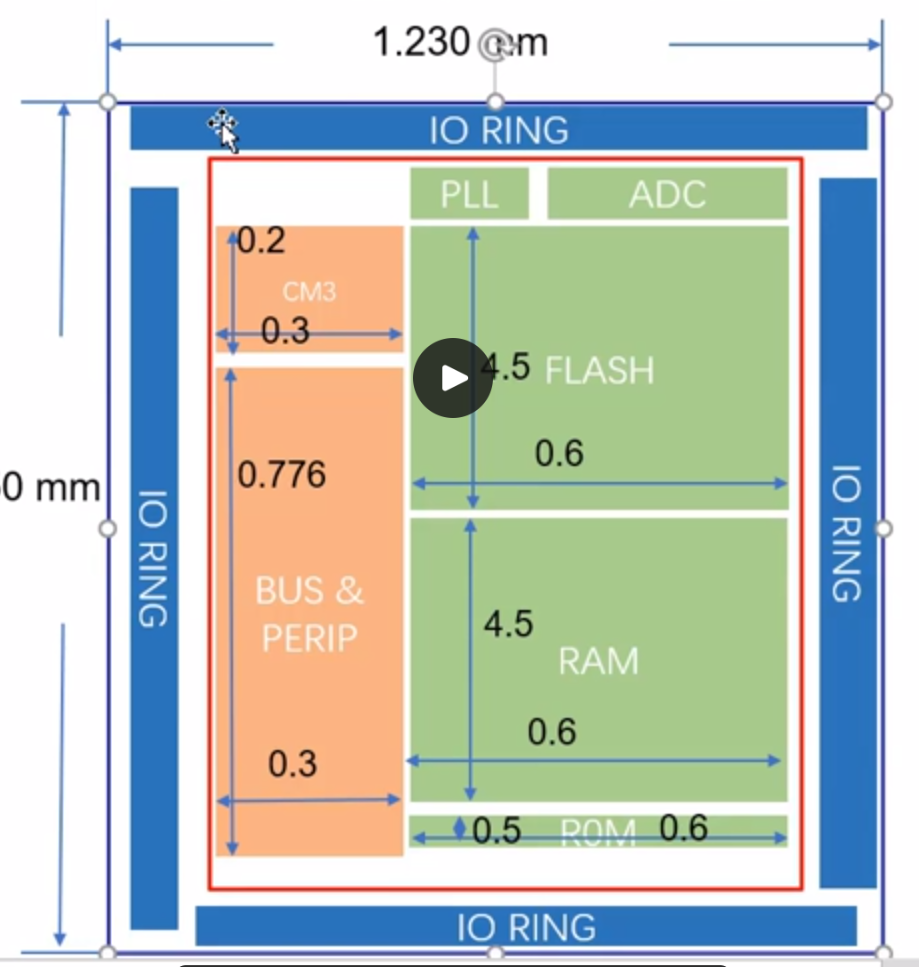 1.230 mm
IO RING
PLL
ADC
0.2
CM3
0.3
4.5
FLASH
0.6
0.776
0 mm
IO RING
IO RING
BUS &
PERIP
4.5
RAM
0.6
0.3
0.5
R0M
0.6
IO RING